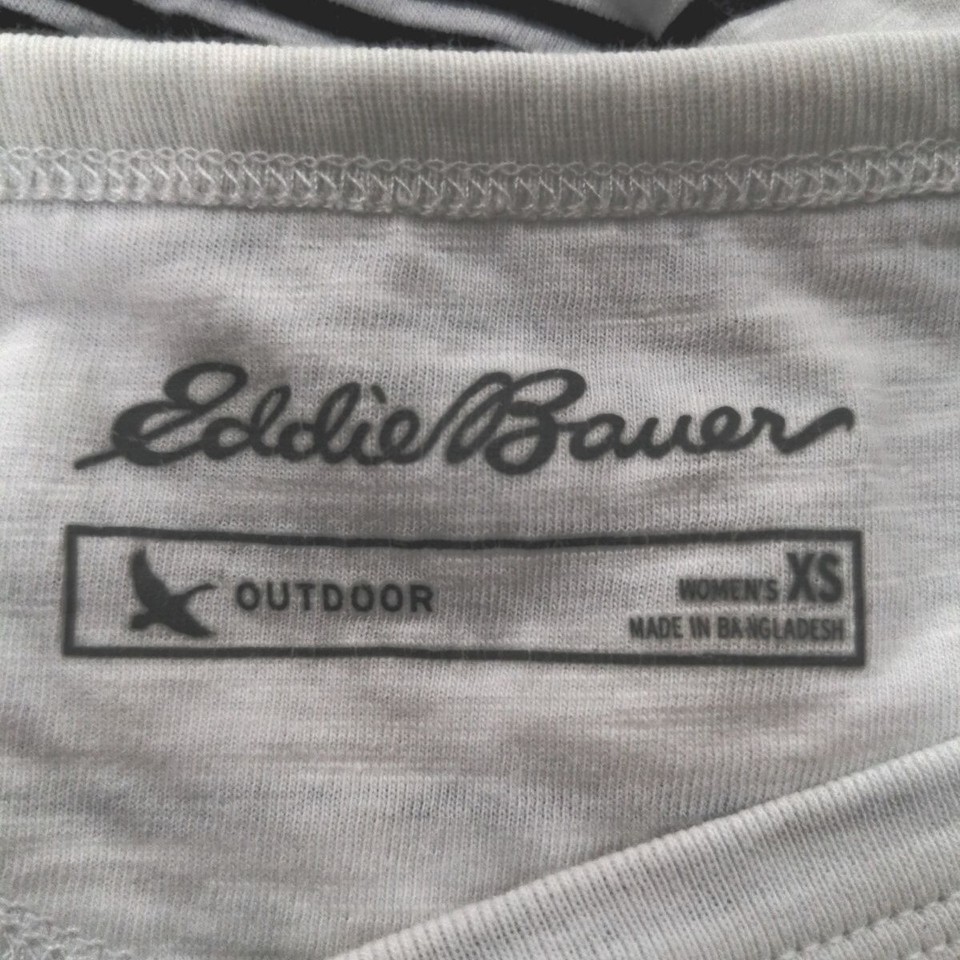 Eddie Bauer
OUTDOOR
WOMEN'S XS
MADE IN BANGLADESH